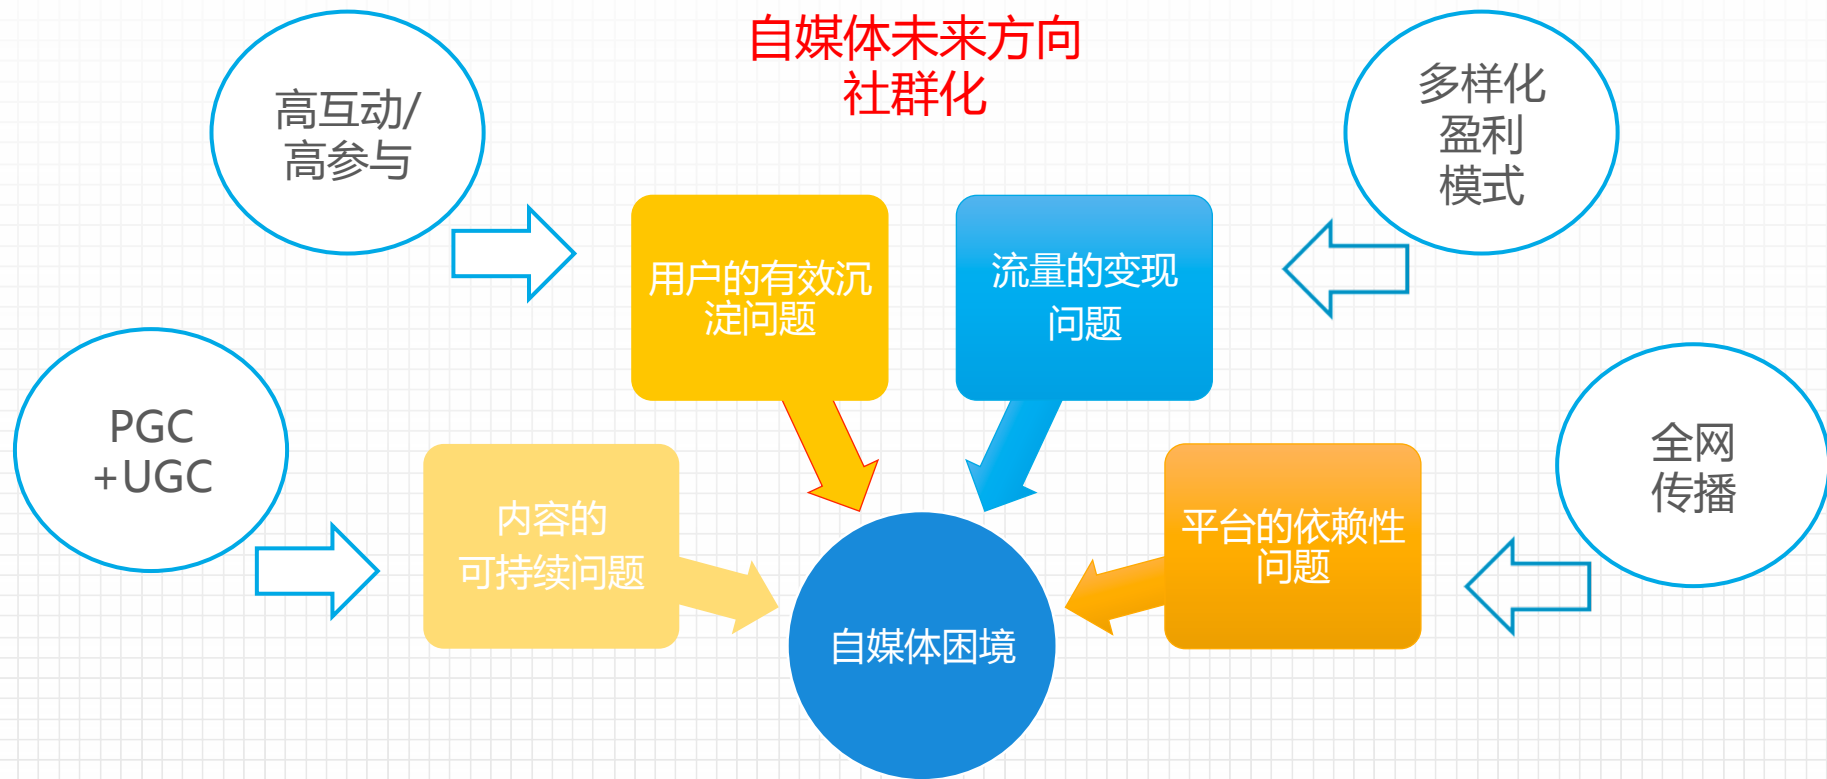 自媒体未来方向
社群化
高互动/
高参与
多样化
盈利
模式
用户的有效沉
淀问题
流量的变现
问题
PGC
+UGC
全网
传播
内容的
可持续问题
平台的依赖性
问题
自媒体困境